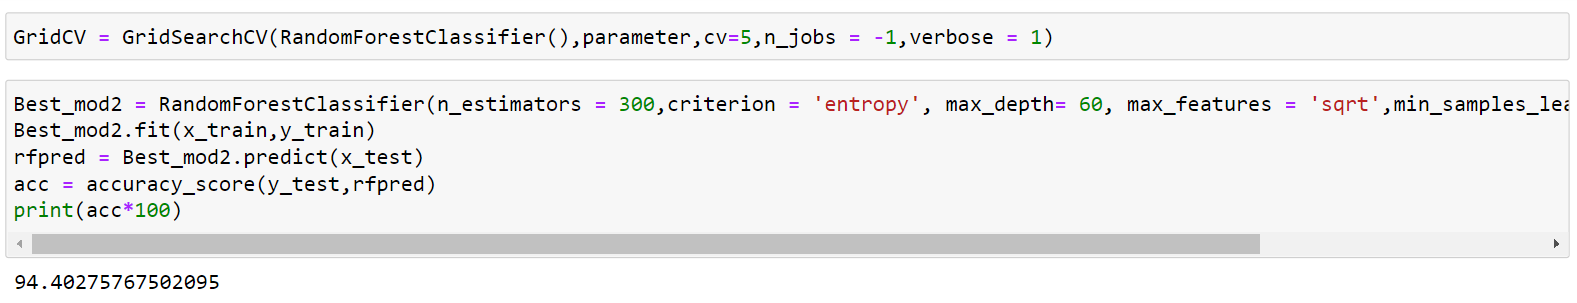 GridCV = GridSearchCV(RandomForestClassifier(),parameter,cv=5,n_jobs = -1,verbose = 1)
Best_mod2 = RandomForestClassifier(n_estimators = 300,criterion = 'entropy', max_depth= 60, max_features = 'sqrt',min_samples_lea
Best_mod2.fit(x_train,y_train)
rfpred = Best_mod2.predict(x_test)
acc = accuracy_score(y_test,rfpred)
print(acc*100)
94.40275767502095